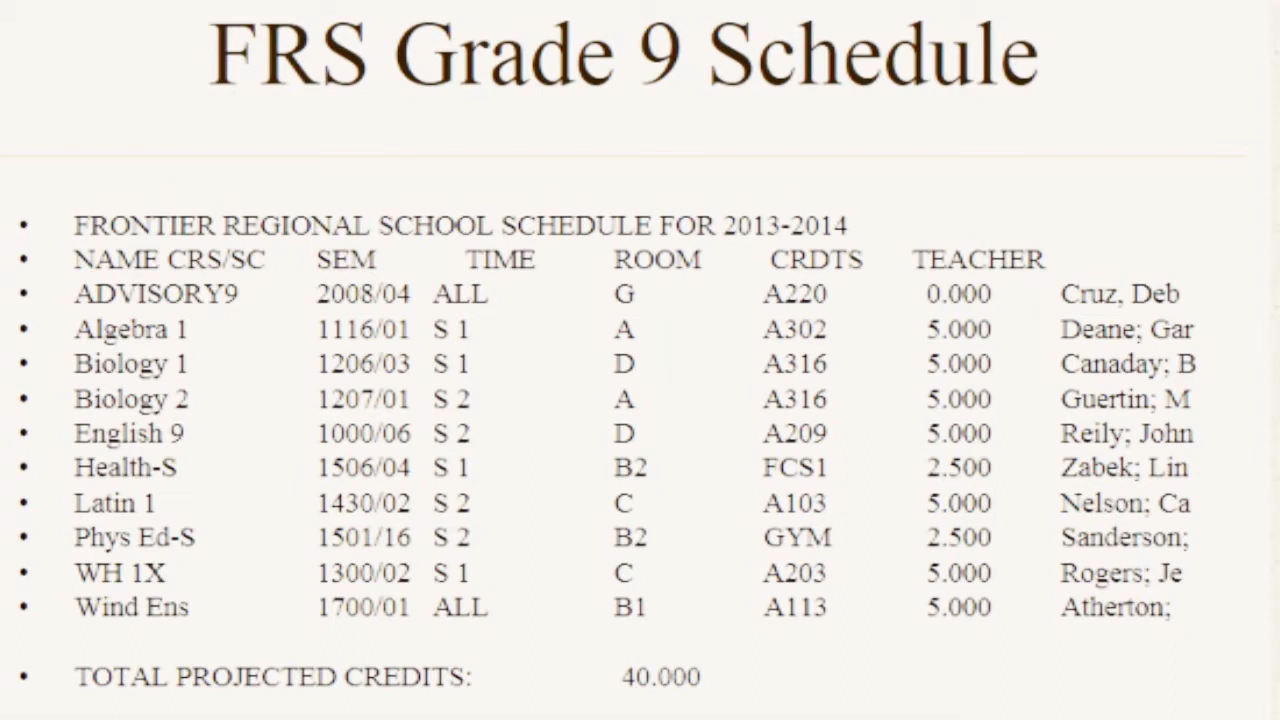 FRS Grade 9 Schedule
• FRONTIER REGIONAL SCHOOL SCHEDULE FOR 2013-2014
• NAME CRS/SC SEM TIME ROOM CRDTS TEACHER
• ADVISORY9 2008/04 ALL G A220 0.000 Cruz, Deb
• Algebra 1 1116/01 S 1 A A302 5.000 Deane; Gar
• Biology 1 1206/03 S 1 D A316 5.000 Canaday; B
• Biology 2 1207/01 S 2 A A316 5.000 Guertin; M
• English 9 1000/06 S 2 D A209 5.000 Reily; John
• Health-S 1506/04 S 1 B2 FCS1 2.500 Zabek; Lin
• Latin 1 1430/02 S 2 C A103 5.000 Nelson; Ca
• Phys Ed-S 1501/16 S 2 B2 GYM 2.500 Sanderson;
• WH 1X 1300/02 S 1 C A203 5.000 Rogers; Je
• Wind Ens 1700/01 ALL B1 A113 5.000 Atherton;
• TOTAL PROJECTED CREDITS: 40.000